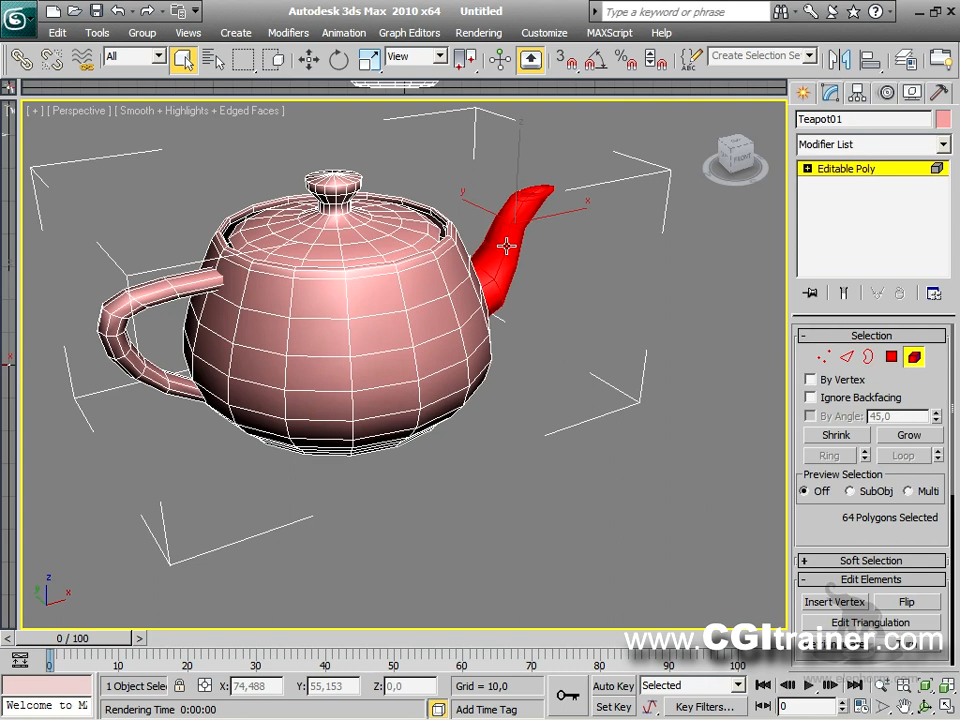 Autodesk 3ds Max 2010 x64 Untitled
Type a keyword or phrase
Edit Tools Group Views Create Modifiers Animation Graph Editors Rendering Customize MAXScript Help
All View Create Selection Se
3
ABC
[ + ] [ Perspective ] [ Smooth + Highlights + Edged Faces ]
z
y
x
FRONT
Teapot01
Modifier List
Editable Poly
Selection
By Vertex
Ignore Backfacing
By Angle: 45,0
Shrink Grow
Ring Loop
Preview Selection
Off SubObj Multi
64 Polygons Selected
Soft Selection
Edit Elements
Insert Vertex Flip
Edit Triangulation
z
y
x
0 / 100
www.CGItrainer.com
0 10 20 30 40 50 60 70 80 90 100
1 Object Selec X: 74,488 Y: 55,153 Z: 0,0 Grid = 10,0 Auto Key Selected
Welcome to M Rendering Time 0:00:00 Add Time Tag Set Key Key Filters... 0